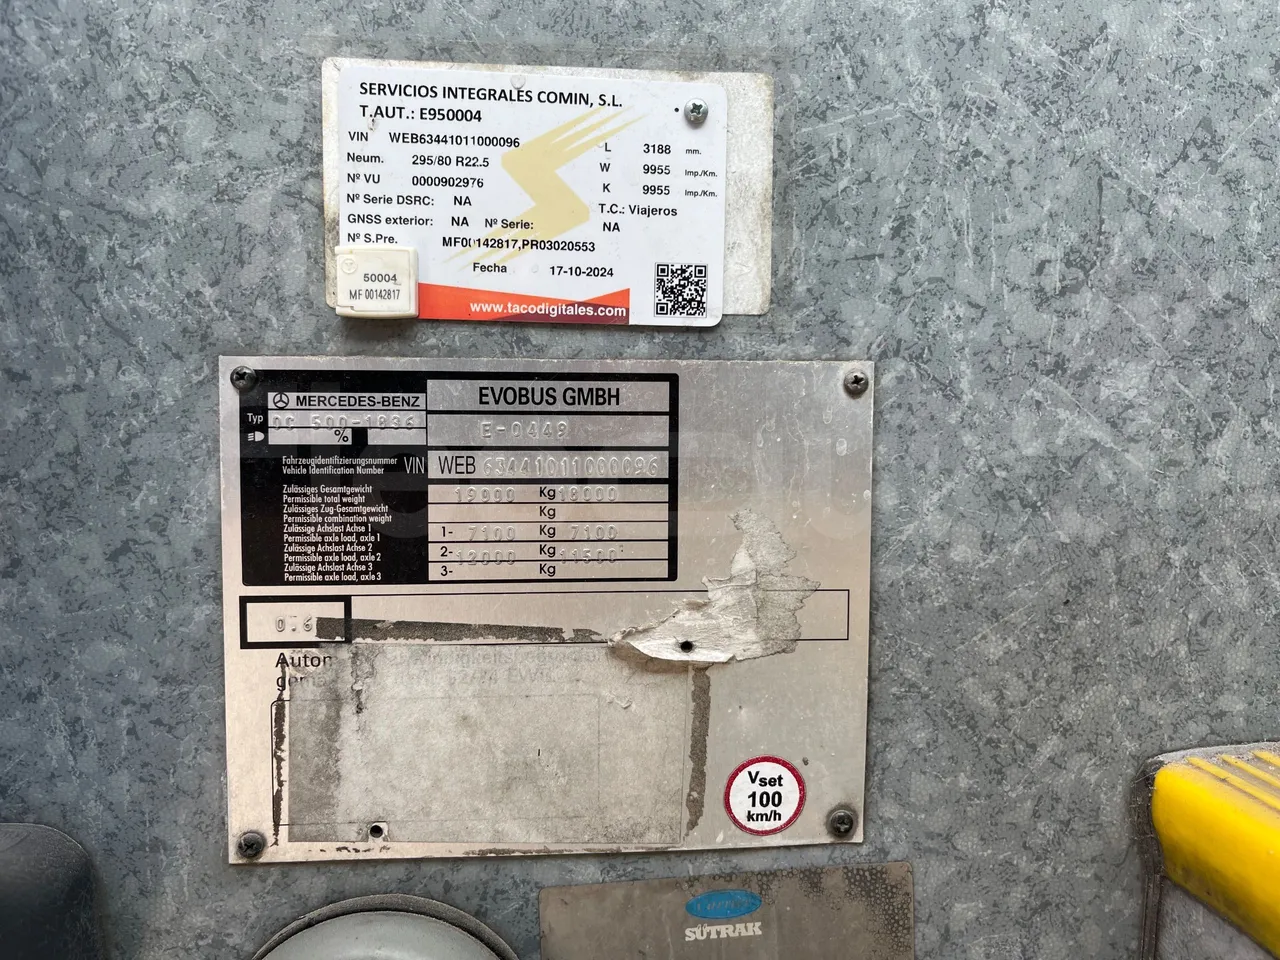 SERVICIOS INTEGRALES COMIN, S.L.
T.AUT.: E950004
VIN WEB63441011000096
Neum. 295/80 R22.5
Nº VU 0000902976
Nº Serie DSRC: NA
GNSS exterior: NA Nº Serie: NA
Nº S.Pre. MF00142817,PR03020553
Fecha 17-10-2024
L 3188 mm.
W 9955 Imp./Km.
K 9955 Imp./Km.
T.C.: Viajeros
www.tacodigitales.com
50004
MF 00142817
MERCEDES-BENZ EVOBUS GMBH
Typ OC 500-1836 E-0449
%
Fahrzeugidentifizierungsnummer
Vehicle Identification Number VIN WEB 63441011000096
Zulässiges Gesamtgewicht
Permissible total weight 19000 Kg 18000
Zulässiges Zug-Gesamtgewicht
Permissible combination weight Kg
Zulässige Achslast Achse 1
Permissible axle load, axle 1 1- 7100 Kg 7100
Zulässige Achslast Achse 2
Permissible axle load, axle 2 2- 12000 Kg 11500
Zulässige Achslast Achse 3
Permissible axle load, axle 3 3- Kg
0.6
Vset
100
km/h
Carrier
SÜTRAK